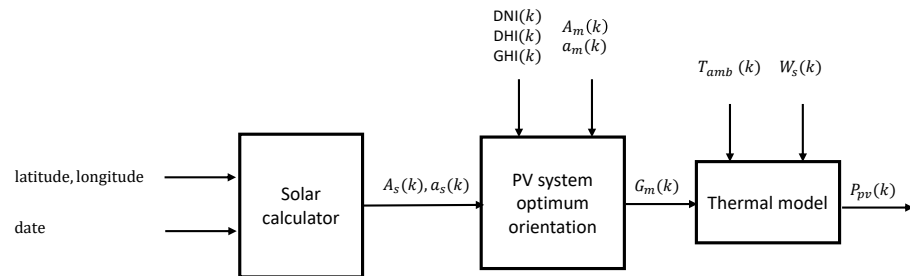 DNI(k)
DHI(k)
GHI(k)
A_m(k)
a_m(k)
T_amb (k)
W_s(k)
latitude, longitude
date
Solar
calculator
A_s(k), a_s(k)
PV system
optimum
orientation
G_m(k)
Thermal model
P_pv(k)